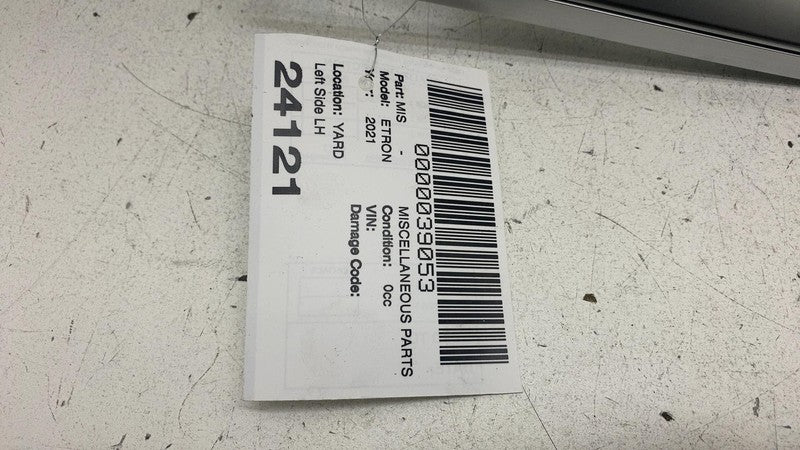 0000039053
Part: MIS - MISCELLANEOUS PARTS
Model: ETRON Condition: 0cc
Year: 2021 VIN:
Damage Code:
Location: YARD
Left Side LH
24121